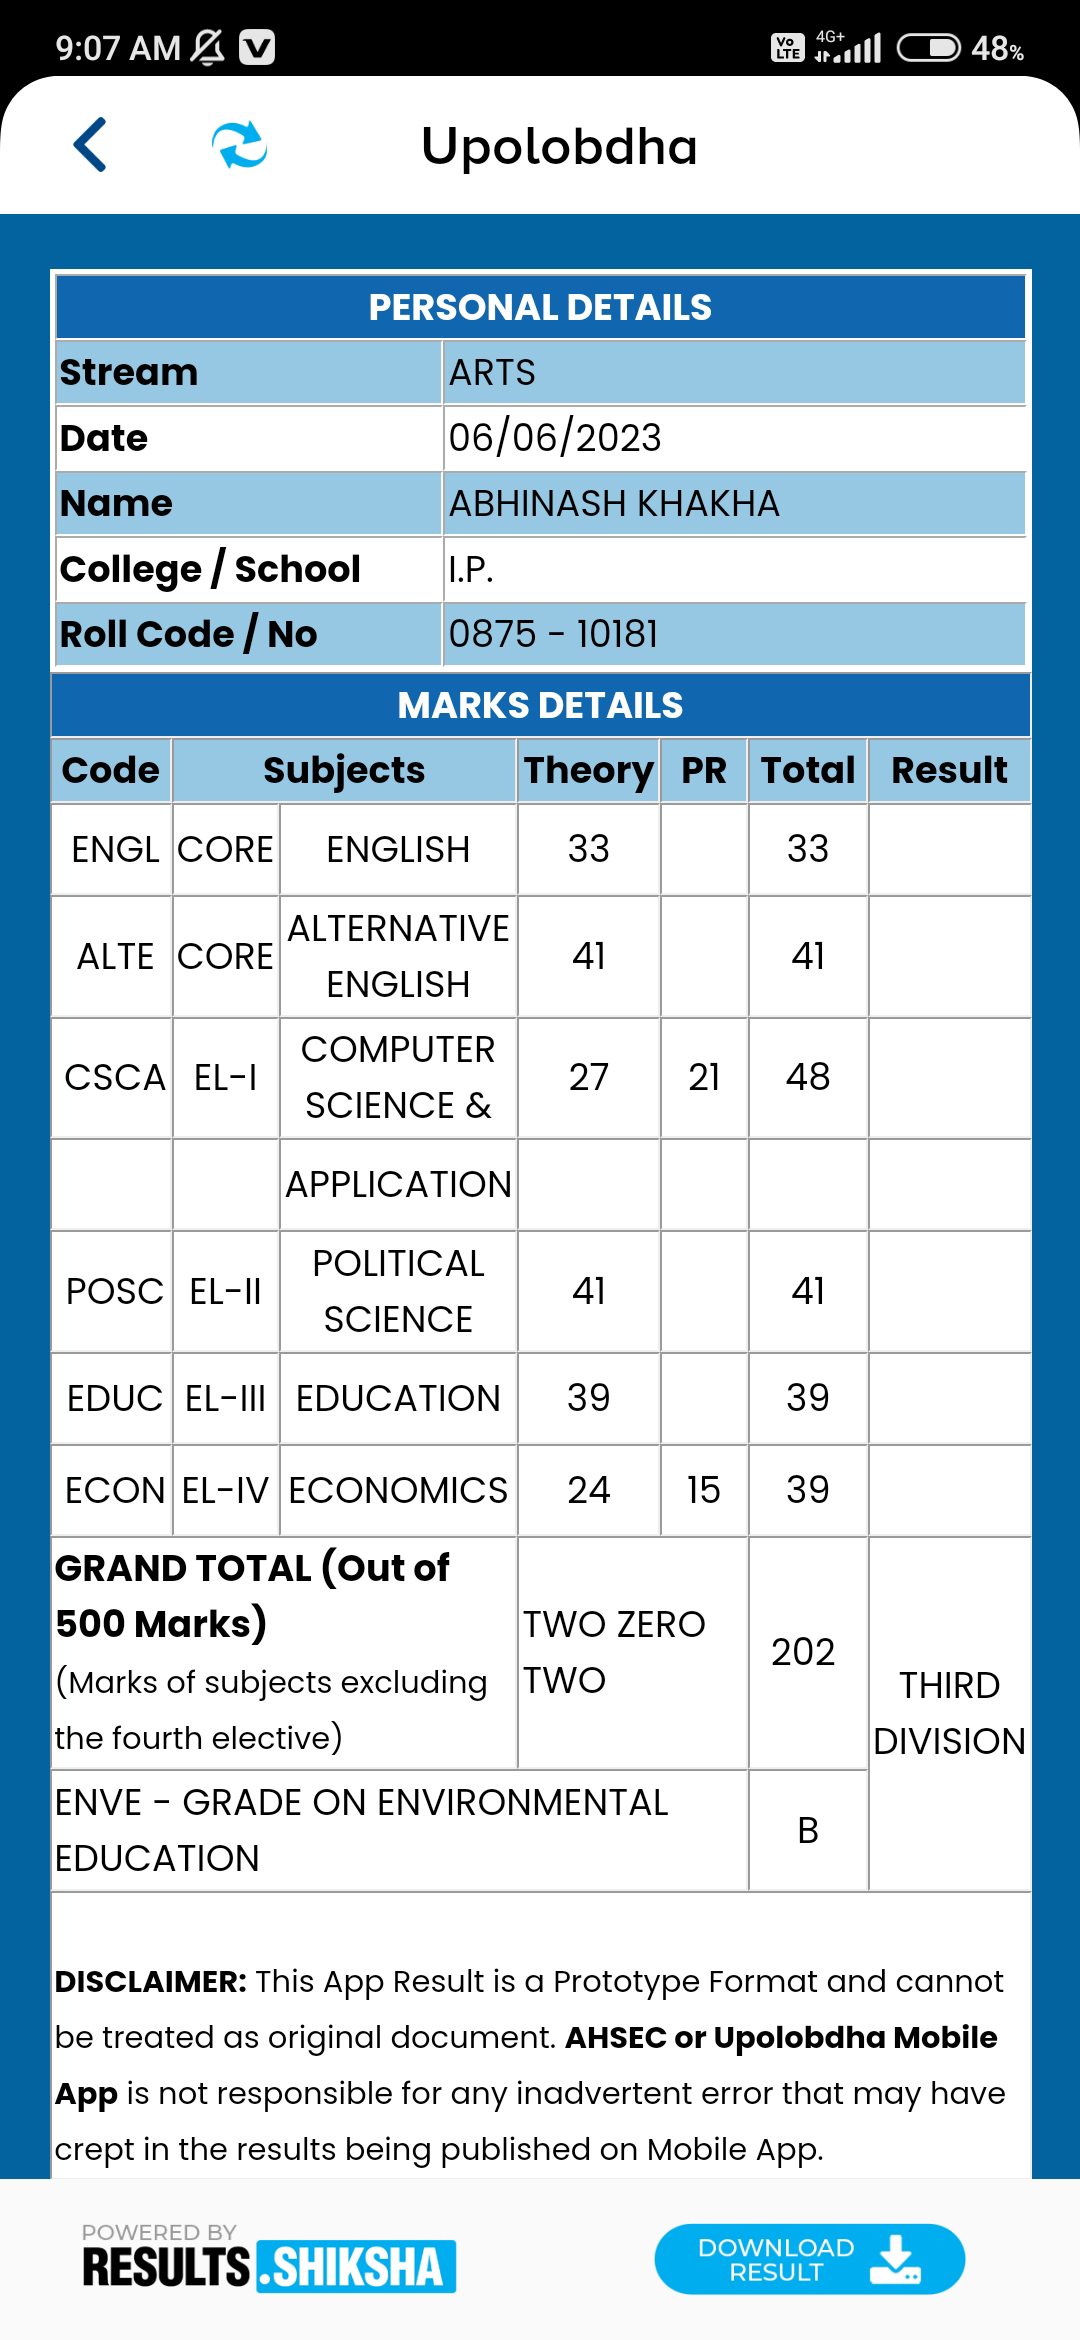 9:07 AM
Vo LTE 4G+ 48%
Upolobdha
PERSONAL DETAILS
Stream ARTS
Date 06/06/2023
Name ABHINASH KHAKHA
College / School I.P.
Roll Code / No 0875 - 10181
MARKS DETAILS
Code Subjects Theory PR Total Result
ENGL CORE ENGLISH 33 33
ALTE CORE ALTERNATIVE ENGLISH 41 41
CSCA EL-I COMPUTER SCIENCE & 27 21 48
APPLICATION
POSC EL-II POLITICAL SCIENCE 41 41
EDUC EL-III EDUCATION 39 39
ECON EL-IV ECONOMICS 24 15 39
GRAND TOTAL (Out of
500 Marks)
(Marks of subjects excluding
the fourth elective)
TWO ZERO
TWO
202
THIRD
DIVISION
ENVE - GRADE ON ENVIRONMENTAL
EDUCATION
B
DISCLAIMER: This App Result is a Prototype Format and cannot
be treated as original document. AHSEC or Upolobdha Mobile
App is not responsible for any inadvertent error that may have
crept in the results being published on Mobile App.
POWERED BY
RESULTS.SHIKSHA
DOWNLOAD
RESULT